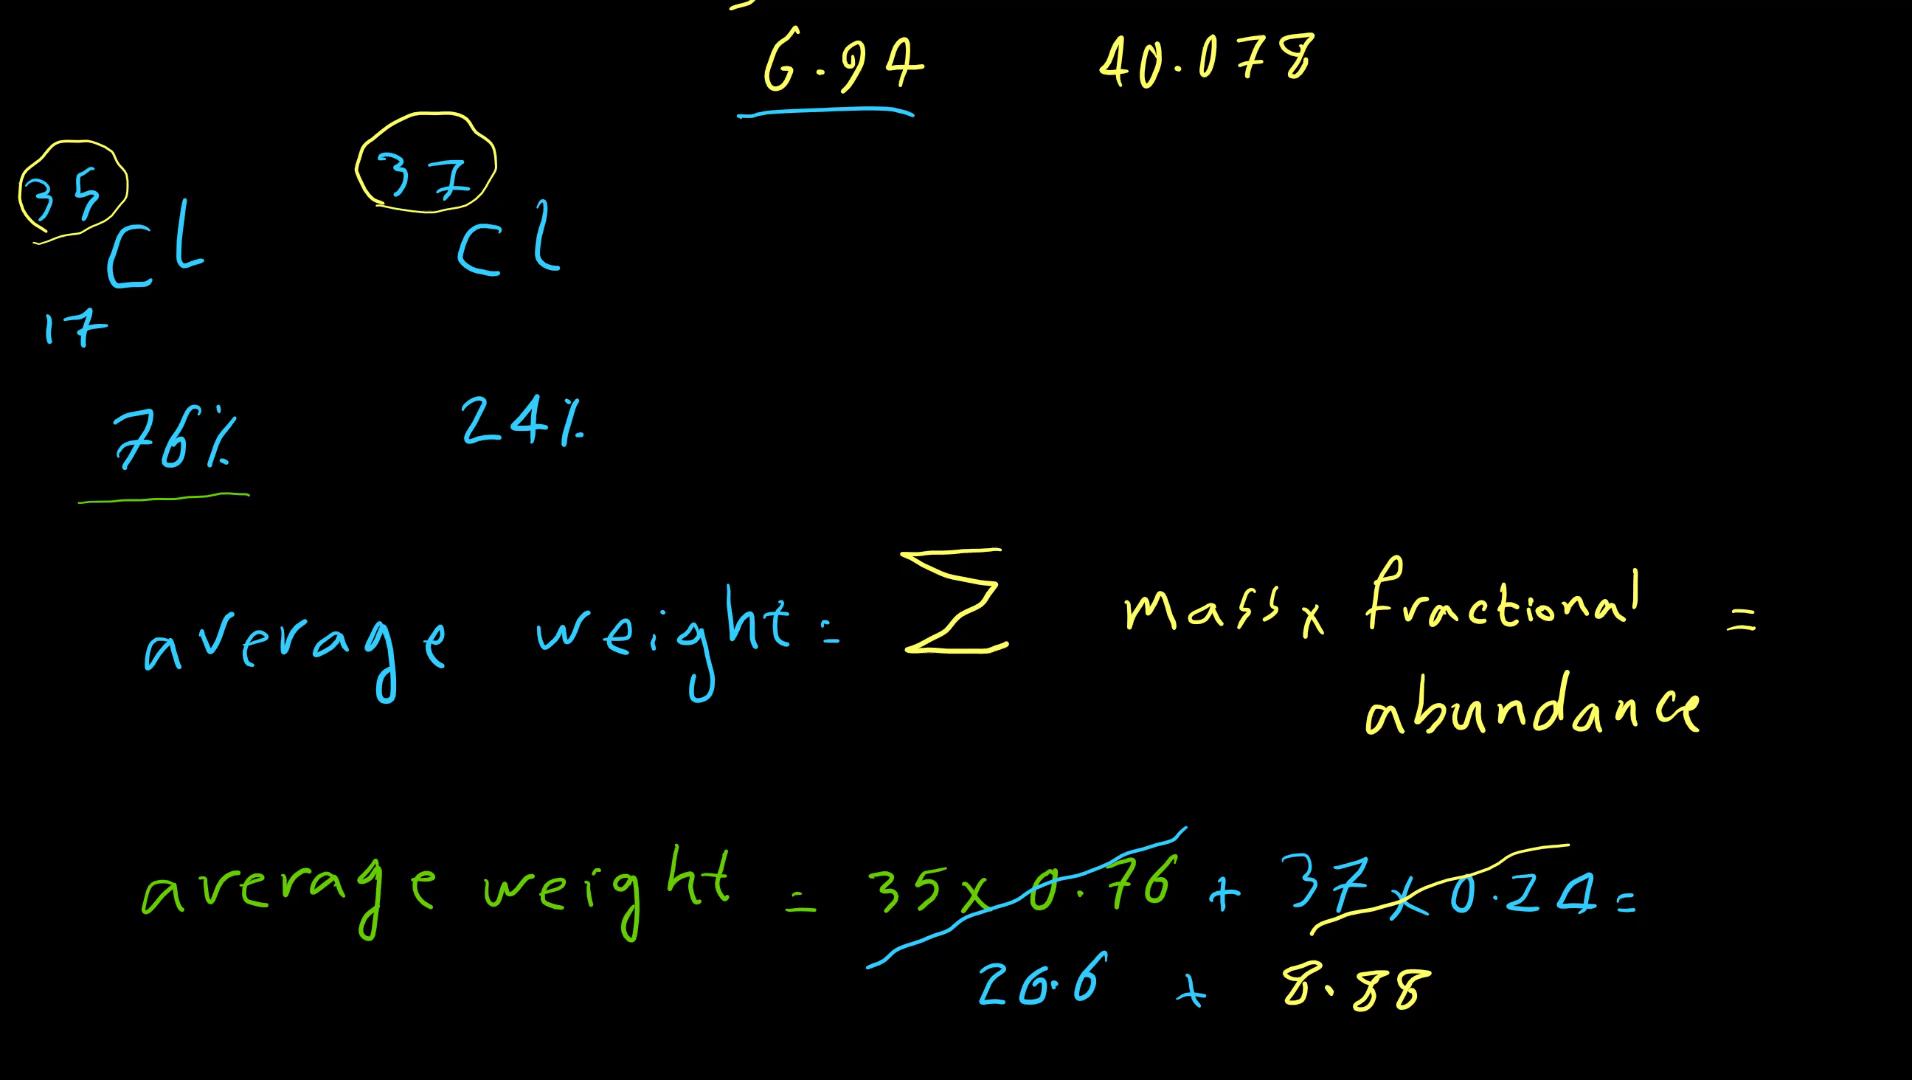 6.94 40.078
35 Cl 17 37 Cl
76% 24%
average weight = Σ mass x fractional abundance =
average weight = 35 x 0.76 + 37 x 0.24 =
26.6 + 8.88